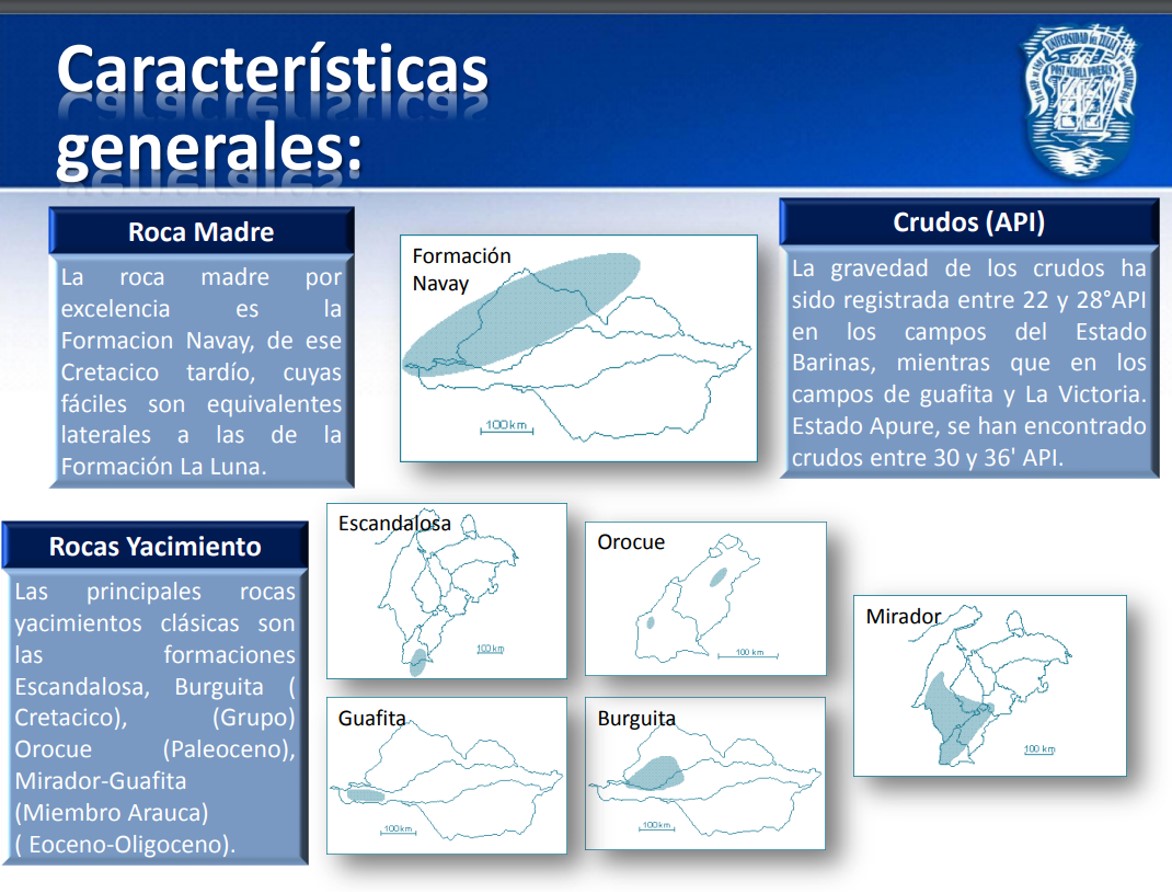 Características
generales:
UNIVERSIDAD DEL ZULIA
POST NUBILA PHOEBUS
Roca Madre
La roca madre por
excelencia es la
Formacion Navay, de ese
Cretacico tardío, cuyas
fáciles son equivalentes
laterales a las de la
Formación La Luna.
Formación
Navay
100 km
Crudos (API)
La gravedad de los crudos ha
sido registrada entre 22 y 28°API
en los campos del Estado
Barinas, mientras que en los
campos de guafita y La Victoria.
Estado Apure, se han encontrado
crudos entre 30 y 36' API.
Rocas Yacimiento
Las principales rocas
yacimientos clásicas son
las formaciones
Escandalosa, Burguita (
Cretacico), (Grupo)
Orocue (Paleoceno),
Mirador-Guafita
(Miembro Arauca)
( Eoceno-Oligoceno).
Escandalosa
100 km
Orocue
100 km
Mirador
100 km
Guafita
100 km
Burguita
100 km